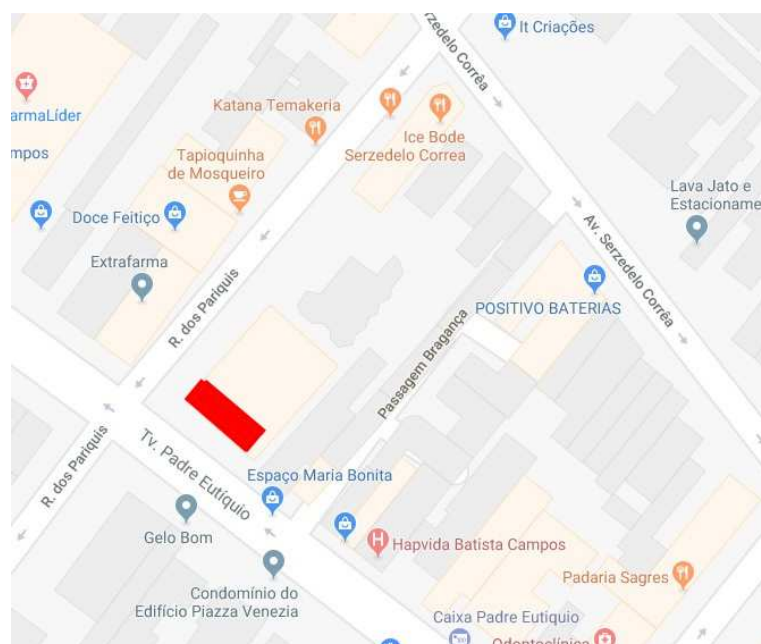 It Criações
Serzedelo Corrêa
armaLíder
mpos
Katana Temakeria
Ice Bode
Serzedelo Correa
Tapioquinha
de Mosqueiro
Doce Feitiço
Lava Jato e
Estacioname
Extrafarma
Av. Serzedelo Corrêa
R. dos Pariquis
POSITIVO BATERIAS
Passagem Bragança
R. dos Pariquis
Tv. Padre Eutíquio
Espaço Maria Bonita
Gelo Bom
H
Hapvida Batista Campos
Condomínio do
Edifício Piazza Venezia
Padaria Sagres
Caixa Padre Eutiquio
Odontoclínica